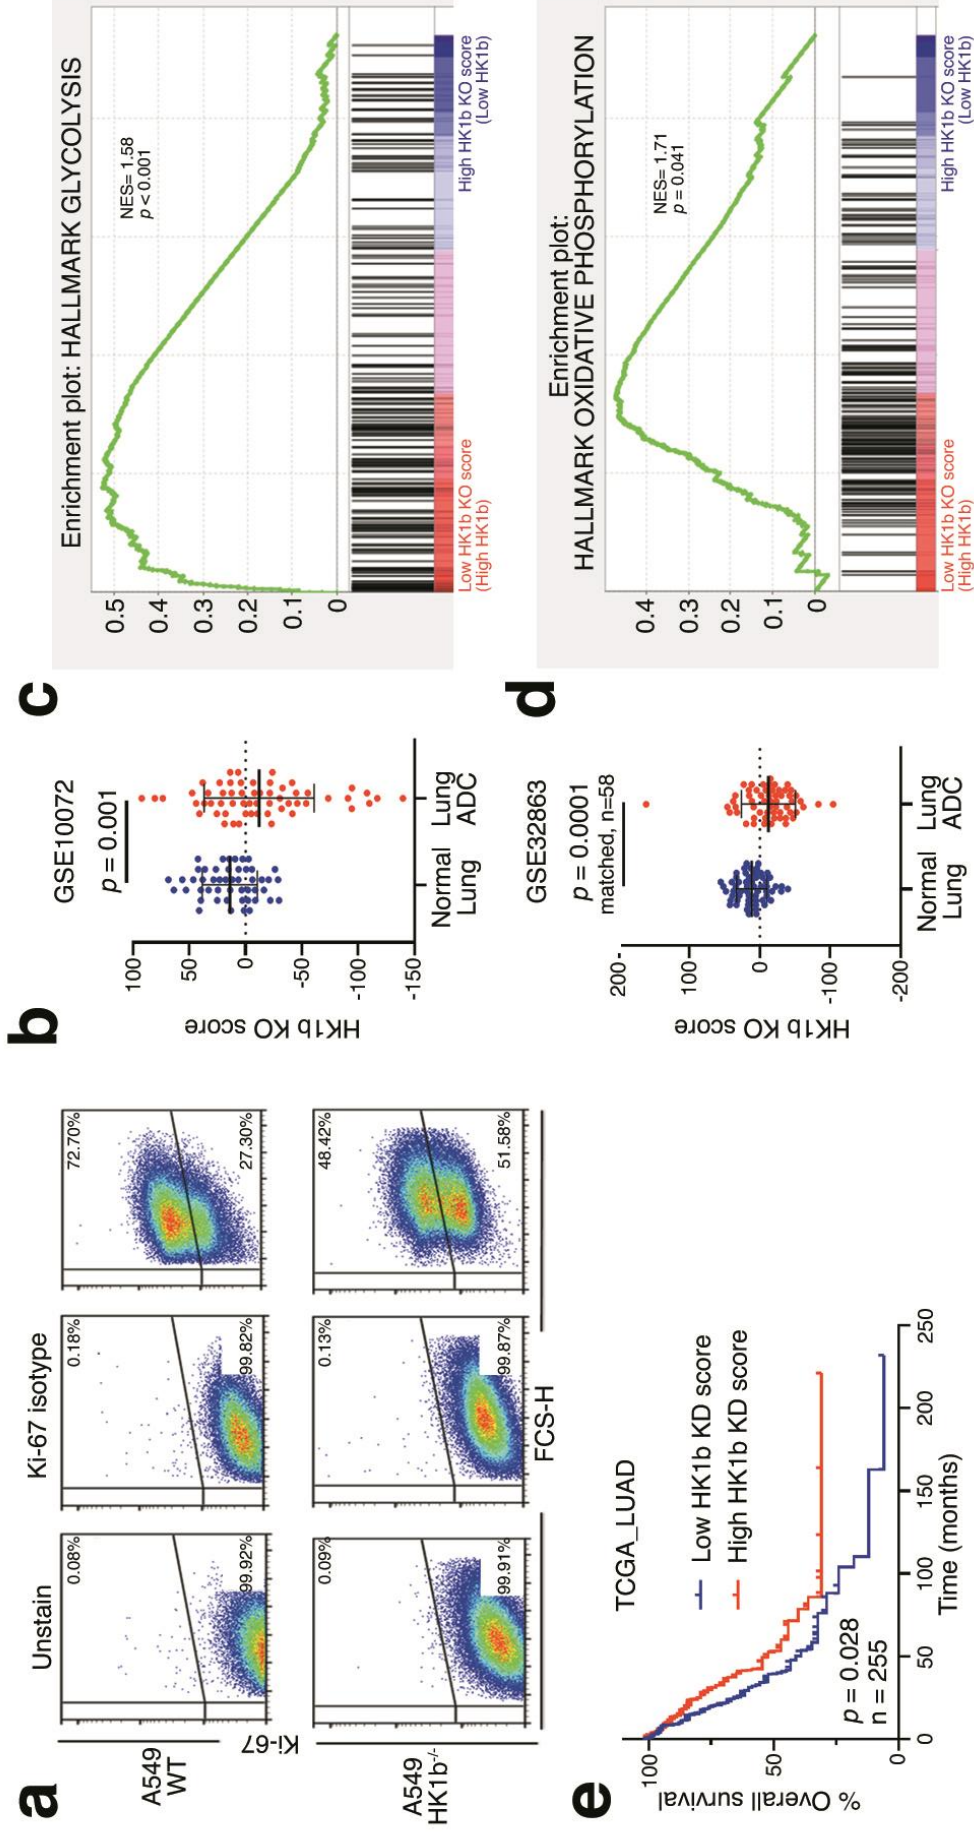 a
Unstain
Ki-67 isotype
A549
WT
0.08%
99.92%
0.18%
99.82%
72.70%
27.30%
Ki-67
A549
HK1b-/-
0.09%
99.91%
0.13%
99.87%
48.42%
51.58%
FCS-H
b
GSE10072
p = 0.001
HK1b KO score
100
50
0
-50
-100
-150
Normal
Lung
Lung
ADC
GSE32863
p = 0.0001
matched, n=58
HK1b KO score
200
100
0
-100
-200
Normal
Lung
Lung
ADC
c
Enrichment plot: HALLMARK GLYCOLYSIS
NES= 1.58
p < 0.001
0.5
0.4
0.3
0.2
0.1
0
Low HK1b KO score
(High HK1b)
High HK1b KO score
(Low HK1b)
d
Enrichment plot:
HALLMARK OXIDATIVE PHOSPHORYLATION
NES= 1.71
p = 0.041
0.4
0.3
0.2
0.1
0
Low HK1b KO score
(High HK1b)
High HK1b KO score
(Low HK1b)
e
TCGA_LUAD
Low HK1b KD score
High HK1b KD score
% Overall survival
100
50
0
p = 0.028
n = 255
0
50
100
150
200
250
Time (months)